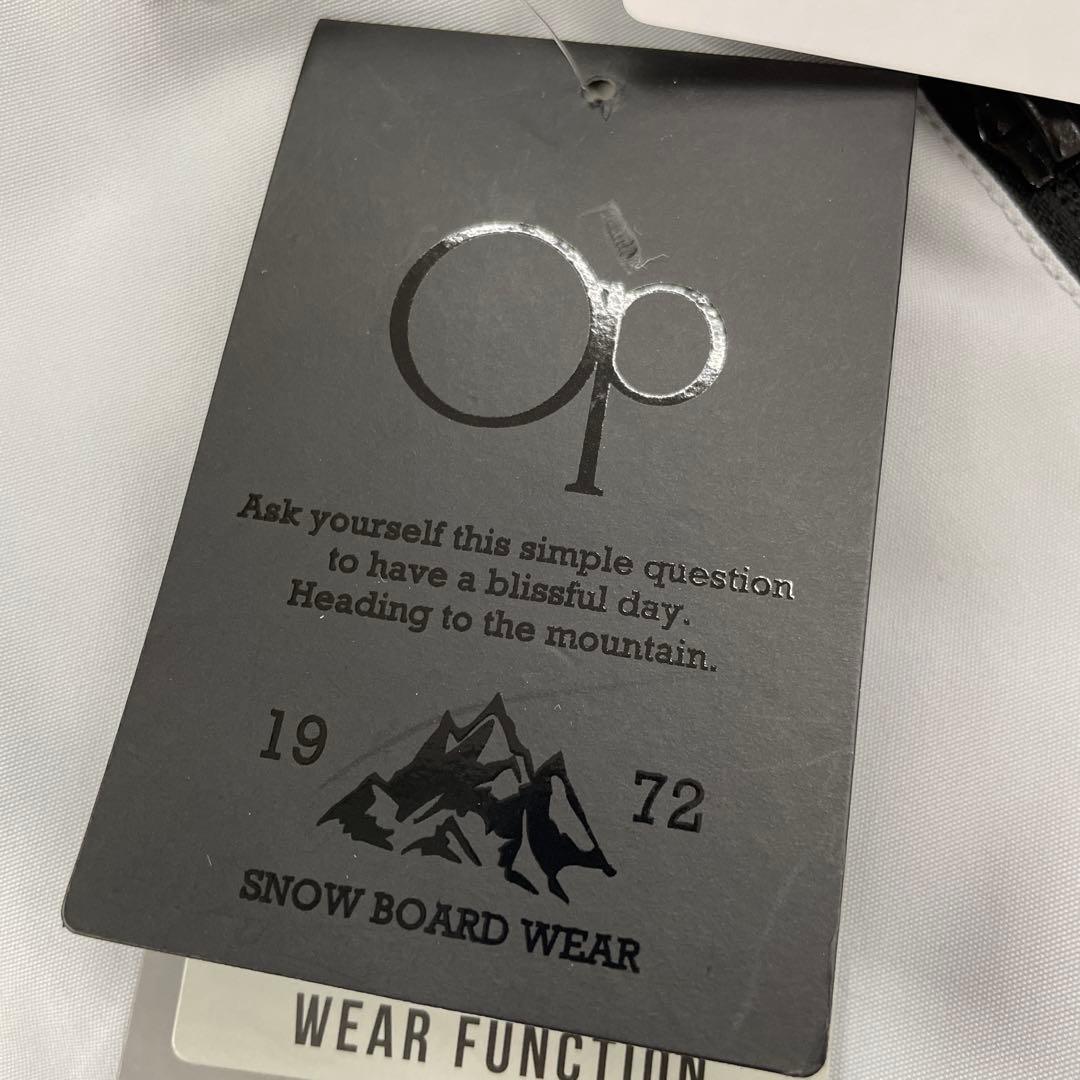 Op
Ask yourself this simple question
to have a blissful day.
Heading to the mountain.
19 72
SNOW BOARD WEAR
WEAR FUNCTION